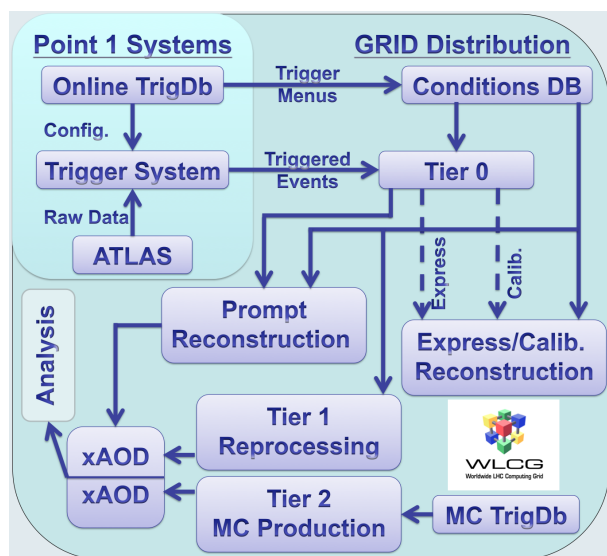 Point 1 Systems
GRID Distribution
Online TrigDb
Trigger
Menus
Conditions DB
Config.
Trigger System
Triggered
Events
Tier 0
Raw Data
ATLAS
Express
Calib.
Prompt
Reconstruction
Express/Calib.
Reconstruction
Analysis
Tier 1
Reprocessing
xAOD
xAOD
WLCG
Worldwide LHC Computing Grid
Tier 2
MC Production
MC TrigDb